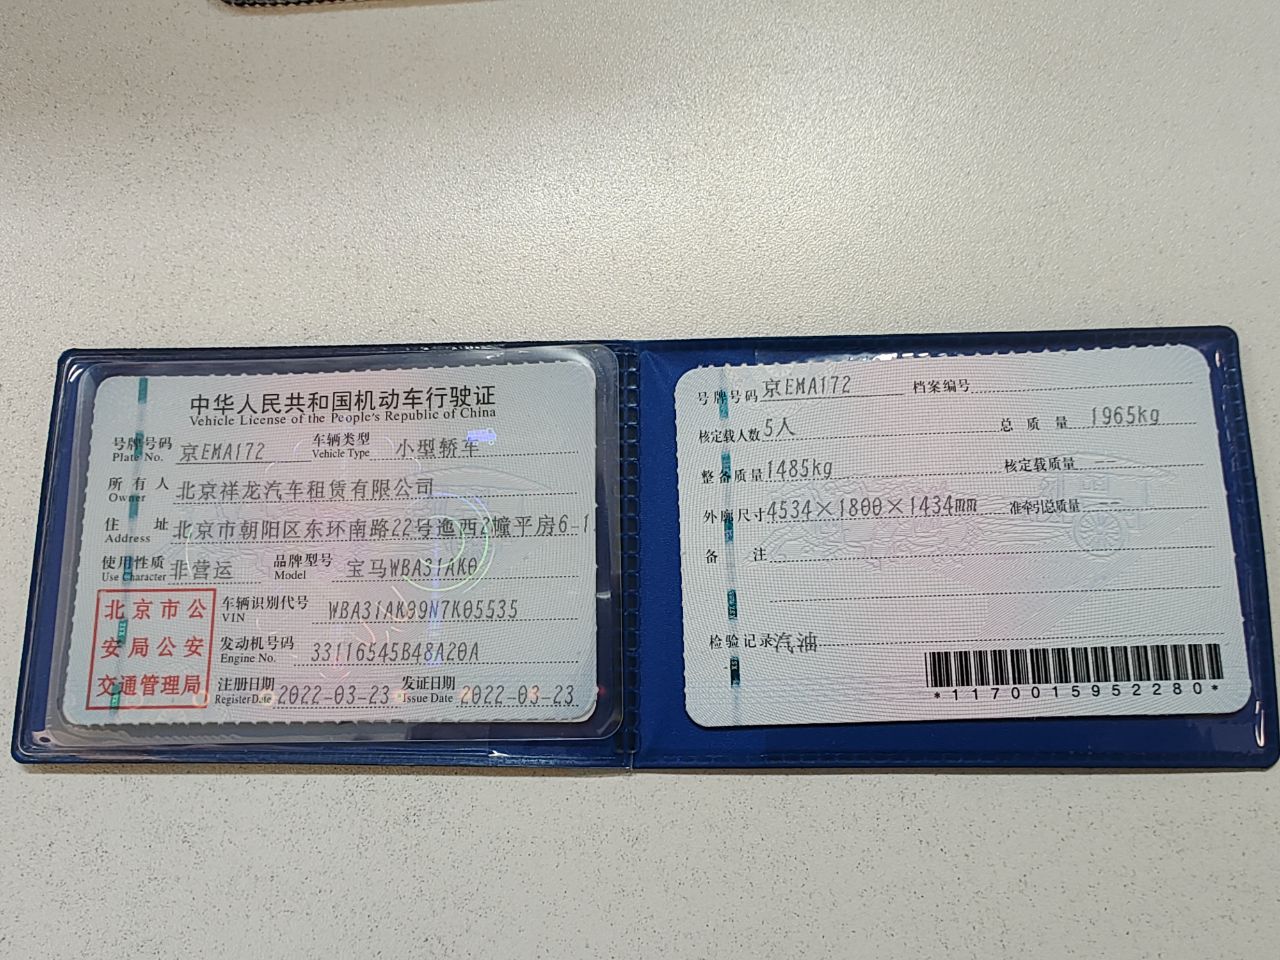 中华人民共和国机动车行驶证
Vehicle License of the People's Republic of China
号牌号码 京EMA172 车辆类型 小型轿车
Plate No. Vehicle Type
所有人 北京祥龙汽车租赁有限公司
Owner
住址 北京市朝阳区东环南路22号迤西2幢平房6-1
Address
使用性质 非营运 品牌型号 宝马WBA31AK0
Use Character Model
北京市公
安局公安
交通管理局
车辆识别代号 WBA31AK09N7K05535
VIN
发动机号码 33116545B48A20A
Engine No.
注册日期 2022-03-23 发证日期 2022-03-23
Register Date Issue Date
号牌号码 京EMA172 档案编号
核定载人数 5人 总质量 1965kg
整备质量 1485kg 核定载质量 --
外廓尺寸 4534×1800×1434mm 准牵引总质量 --
备注
检验记录 汽油
*1170015952280*